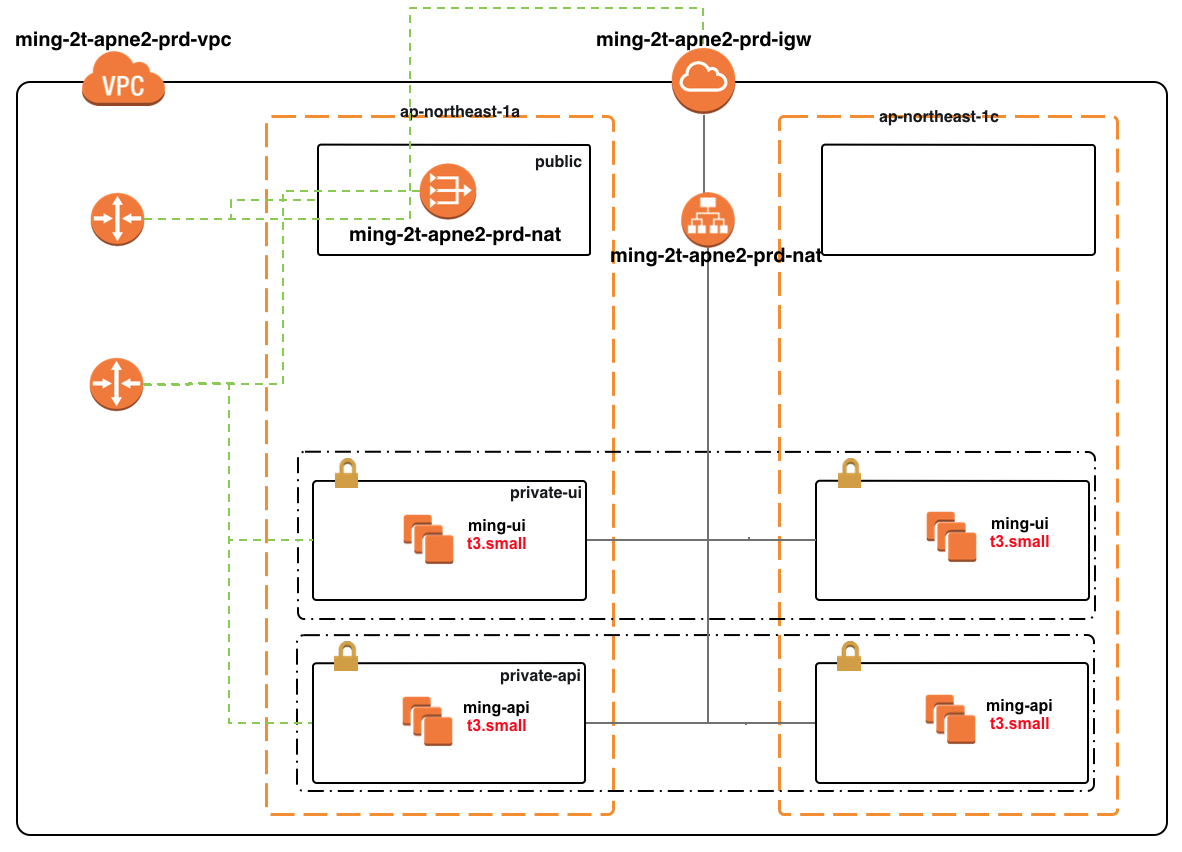 ming-2t-apne2-prd-vpc
ming-2t-apne2-prd-igw
VPC
ap-northeast-1a
ap-northeast-1c
public
ming-2t-apne2-prd-nat
ming-2t-apne2-prd-nat
private-ui
ming-ui
t3.small
ming-ui
t3.small
private-api
ming-api
t3.small
ming-api
t3.small